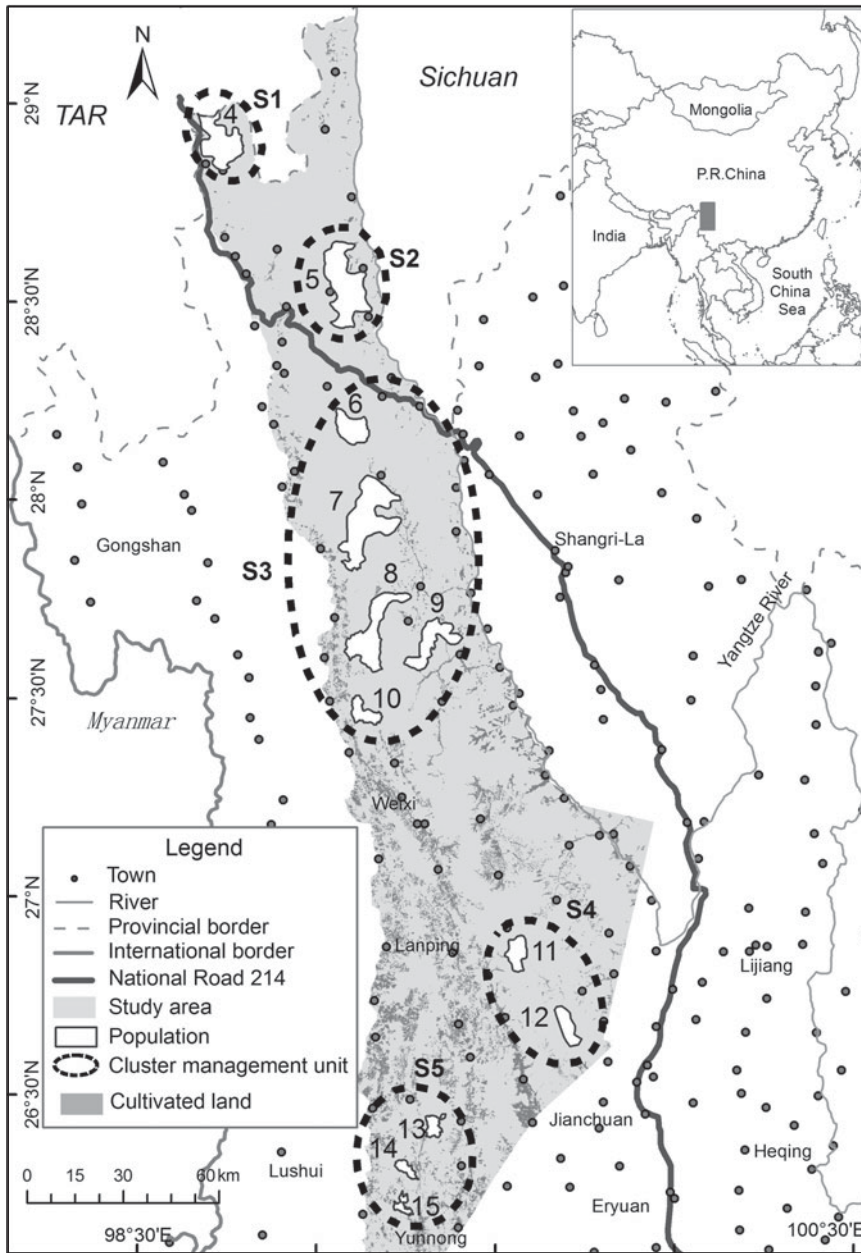 N
TAR
Sichuan
S1
4
29°N
Mongolia
P.R.China
India
South
China
Sea
S2
5
28°30'N
6
7
28°N
Gongshan
Shangri-La
S3
8
9
Yangtze River
10
27°30'N
Myanmar
Weixi
27°N
S4
Lanping
11
Lijiang
12
S5
26°30'N
13
Jianchuan
14
Heqing
Lushui
15
Eryuan
Yunnong
Legend
Town
River
Provincial border
International border
National Road 214
Study area
Population
Cluster management unit
Cultivated land
0 15 30 60 km
98°30'E
100°30'E